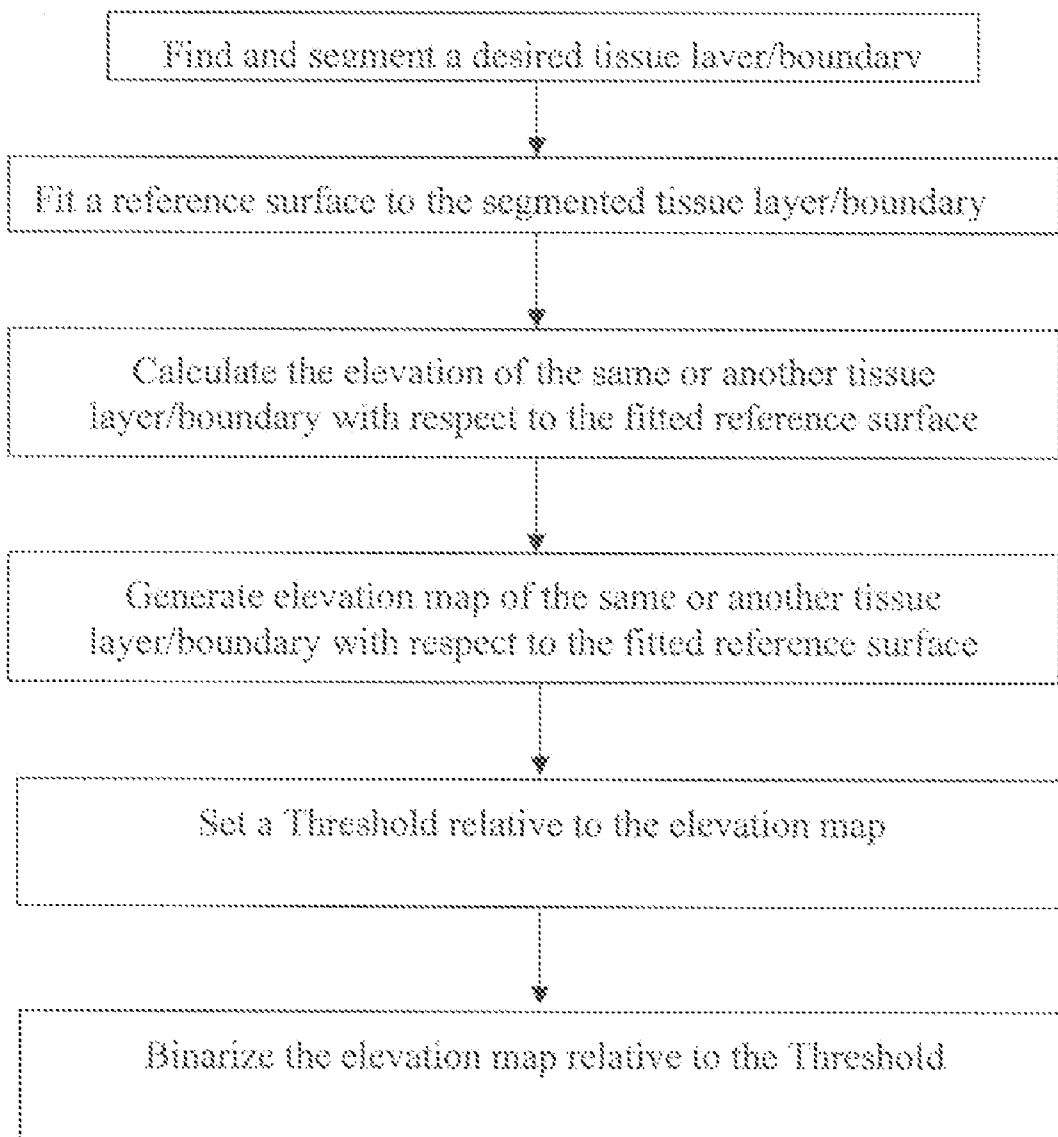 Find and segment a desired tissue layer/boundary
Fit a reference surface to the segmented tissue layer/boundary
Calculate the elevation of the same or another tissue
layer/boundary with respect to the fitted reference surface
Generate elevation map of the same or another tissue
layer/boundary with respect to the fitted reference surface
Set a Threshold relative to the elevation map
Binarize the elevation map relative to the Threshold